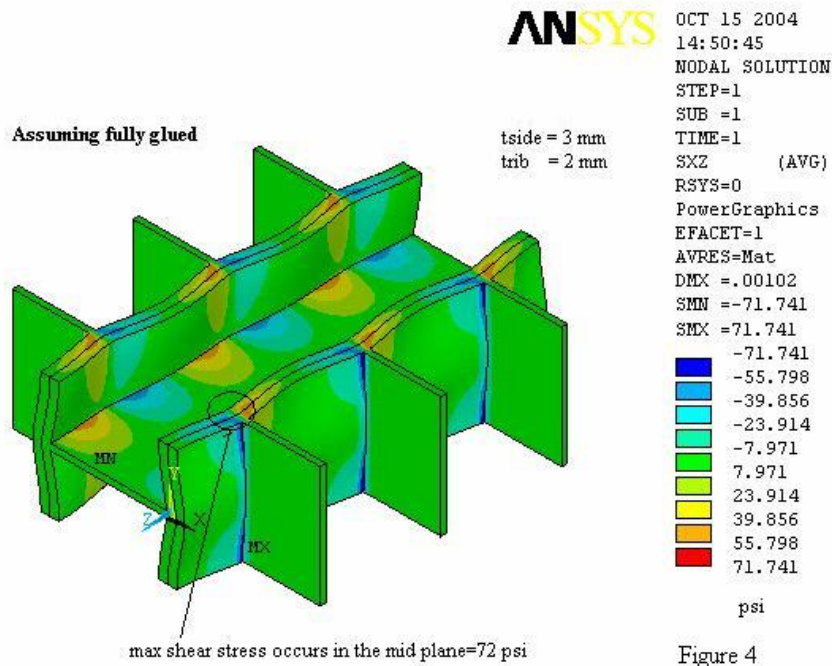 ANSYS
OCT 15 2004
14:50:45
NODAL SOLUTION
STEP=1
SUB =1
TIME=1
SXZ (AVG)
RSYS=0
PowerGraphics
EFACET=1
AVRES=Mat
DMX =.00102
SMN =-71.741
SMX =71.741
-71.741
-55.798
-39.856
-23.914
-7.971
7.971
23.914
39.856
55.798
71.741
psi
Assuming fully glued
tside = 3 mm
trib = 2 mm
MN
Y
Z X
MX
max shear stress occurs in the mid plane=72 psi
Figure 4